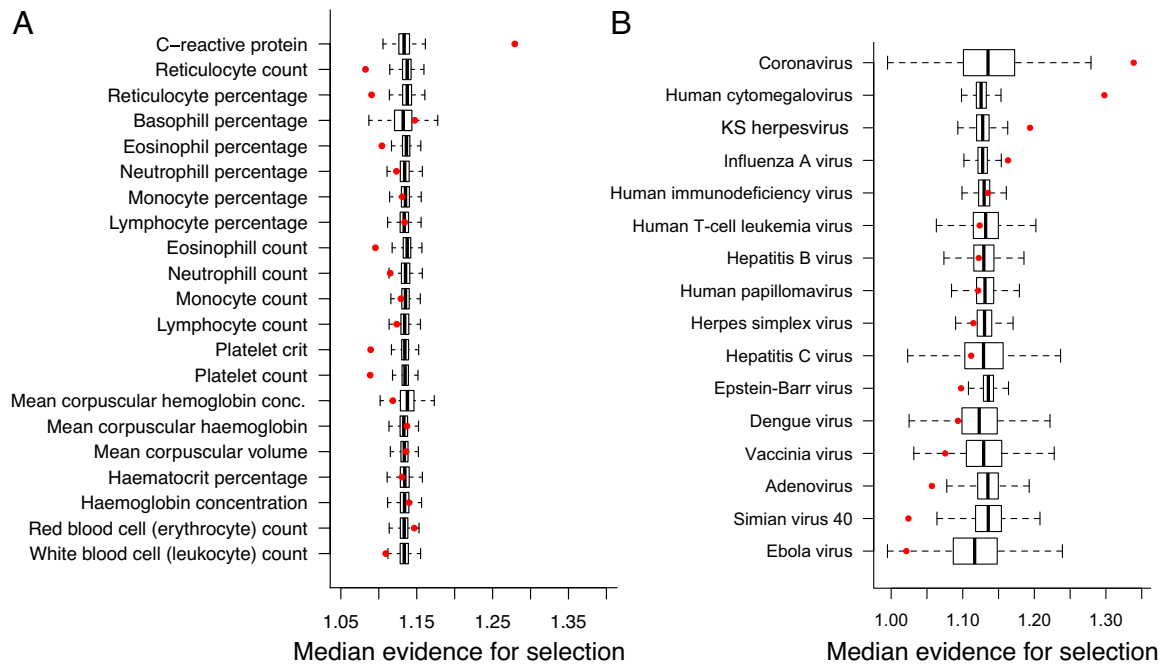 A
C−reactive protein
Reticulocyte count
Reticulocyte percentage
Basophill percentage
Eosinophil percentage
Neutrophill percentage
Monocyte percentage
Lymphocyte percentage
Eosinophill count
Neutrophill count
Monocyte count
Lymphocyte count
Platelet crit
Platelet count
Mean corpuscular hemoglobin conc.
Mean corpuscular haemoglobin
Mean corpuscular volume
Haematocrit percentage
Haemoglobin concentration
Red blood cell (erythrocyte) count
White blood cell (leukocyte) count
1.05 1.15 1.25 1.35
Median evidence for selection
B
Coronavirus
Human cytomegalovirus
KS herpesvirus
Influenza A virus
Human immunodeficiency virus
Human T-cell leukemia virus
Hepatitis B virus
Human papillomavirus
Herpes simplex virus
Hepatitis C virus
Epstein-Barr virus
Dengue virus
Vaccinia virus
Adenovirus
Simian virus 40
Ebola virus
1.00 1.10 1.20 1.30
Median evidence for selection